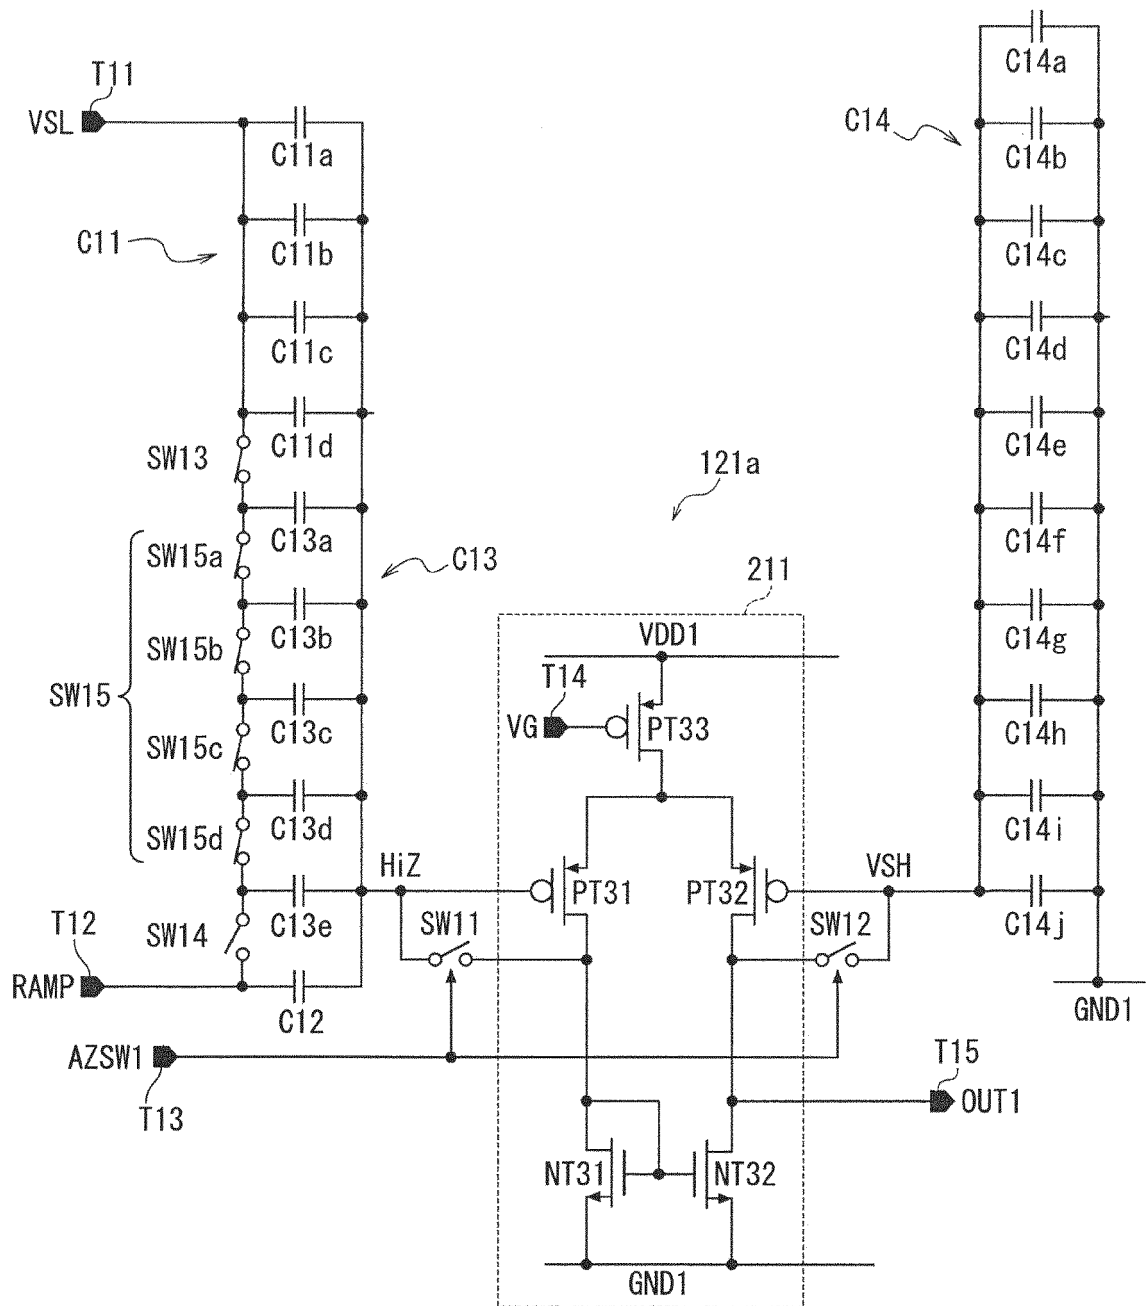 C14a
T11
VSL
C14
C11a
C14b
C11
C11b
C14c
C11c
C14d
SW13
C11d
C14e
121a
SW15a
C13a
C13
C14f
211
SW15b
C13b
VDD1
C14g
SW15
T14
SW15c
C13c
VG
PT33
C14h
SW15d
C13d
C14i
HiZ
VSH
PT31
PT32
T12
SW14
C13e
SW11
SW12
C14j
RAMP
C12
GND1
AZSW1
T15
T13
OUT1
NT31
NT32
GND1